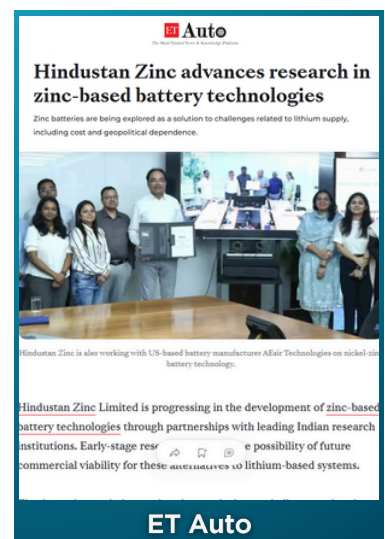 ET Auto
The Most Trusted News & Knowledge Platform
Hindustan Zinc advances research in
zinc-based battery technologies
Zinc batteries are being explored as a solution to challenges related to lithium supply,
including cost and geopolitical dependence.
Hindustan Zinc is also working with US-based battery manufacturer AEsir Technologies on nickel-zin
battery technology.
Hindustan Zinc Limited is progressing in the development of zinc-based
battery technologies through partnerships with leading Indian research
institutions. Early-stage rese e possibility of future
commercial viability for these alternatives to lithium-based systems.
ET Auto